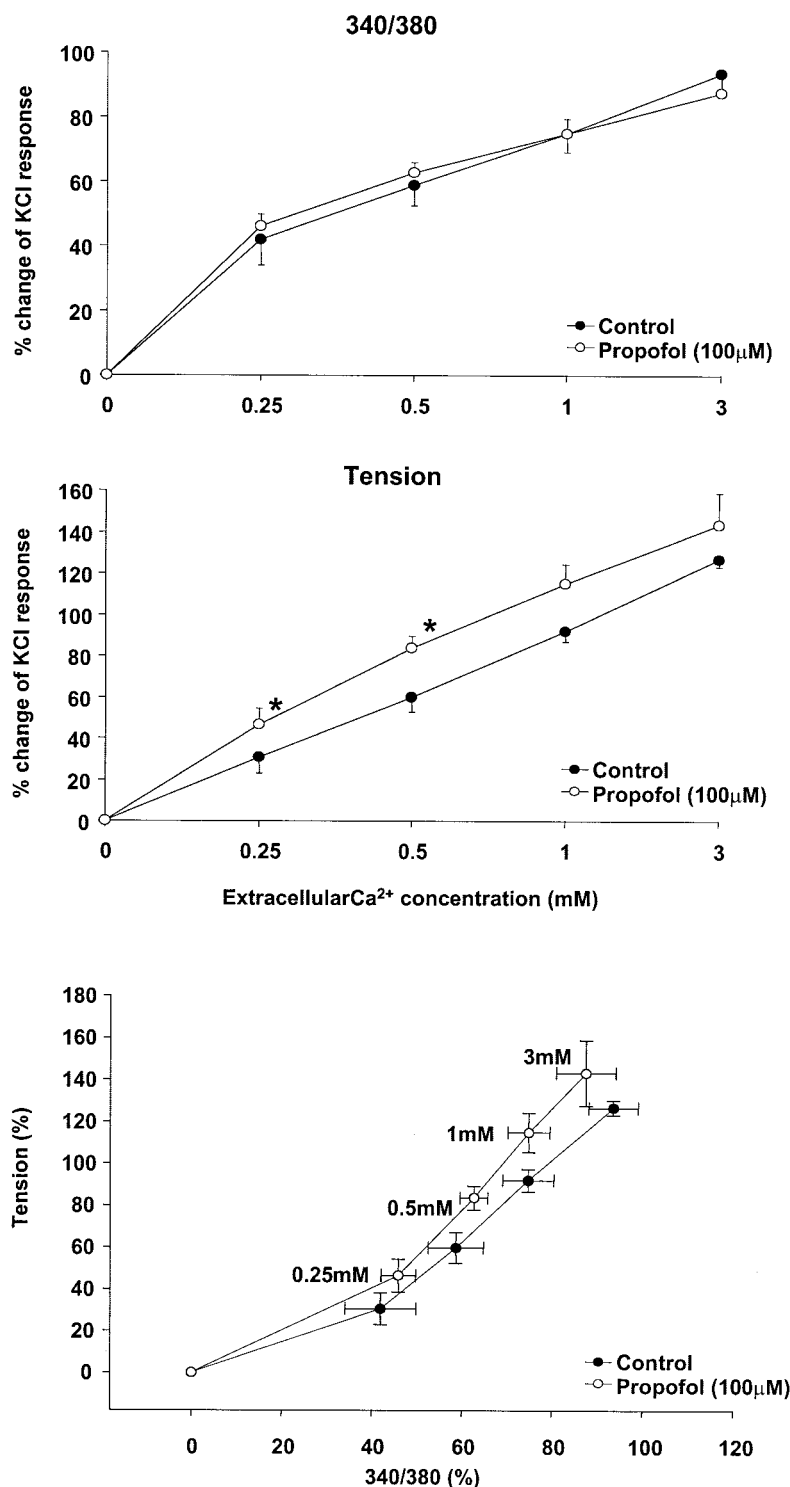 340/380
% change of KCl response
100
80
60
40
20
0
0 0.25 0.5 1 3
Control
Propofol (100µM)
Tension
% change of KCl response
160
140
120
100
80
60
40
20
0
*
*
0 0.25 0.5 1 3
Control
Propofol (100µM)
ExtracellularCa²⁺ concentration (mM)
Tension (%)
180
160
140
120
100
80
60
40
20
0
3mM
1mM
0.5mM
0.25mM
Control
Propofol (100µM)
0 20 40 60 80 100 120
340/380 (%)